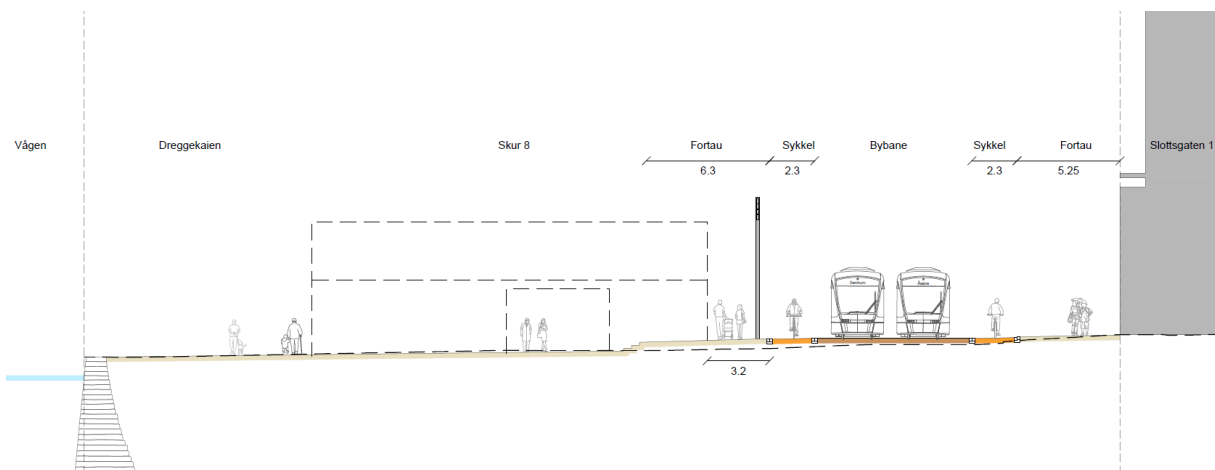 Vågen
Dreggekaien
Skur 8
Fortau
Sykkel
Bybane
Sykkel
Fortau
Slottsgaten 1
6.3
2.3
2.3
5.25
Sentrum
3.2